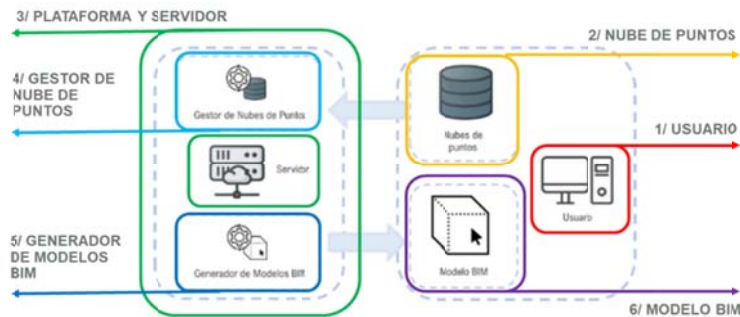 3/ PLATAFORMA Y SERVIDOR
2/ NUBE DE PUNTOS
4/ GESTOR DE
NUBE DE
PUNTOS
Gestor de Nubes de Punto
Nubes de
puntos
1/ USUARIO
Servidor
Usuaro
5/ GENERADOR
DE MODELOS
BIM
Generador de Modelos BIM
Modelo BIM
6/ MODELO BIM